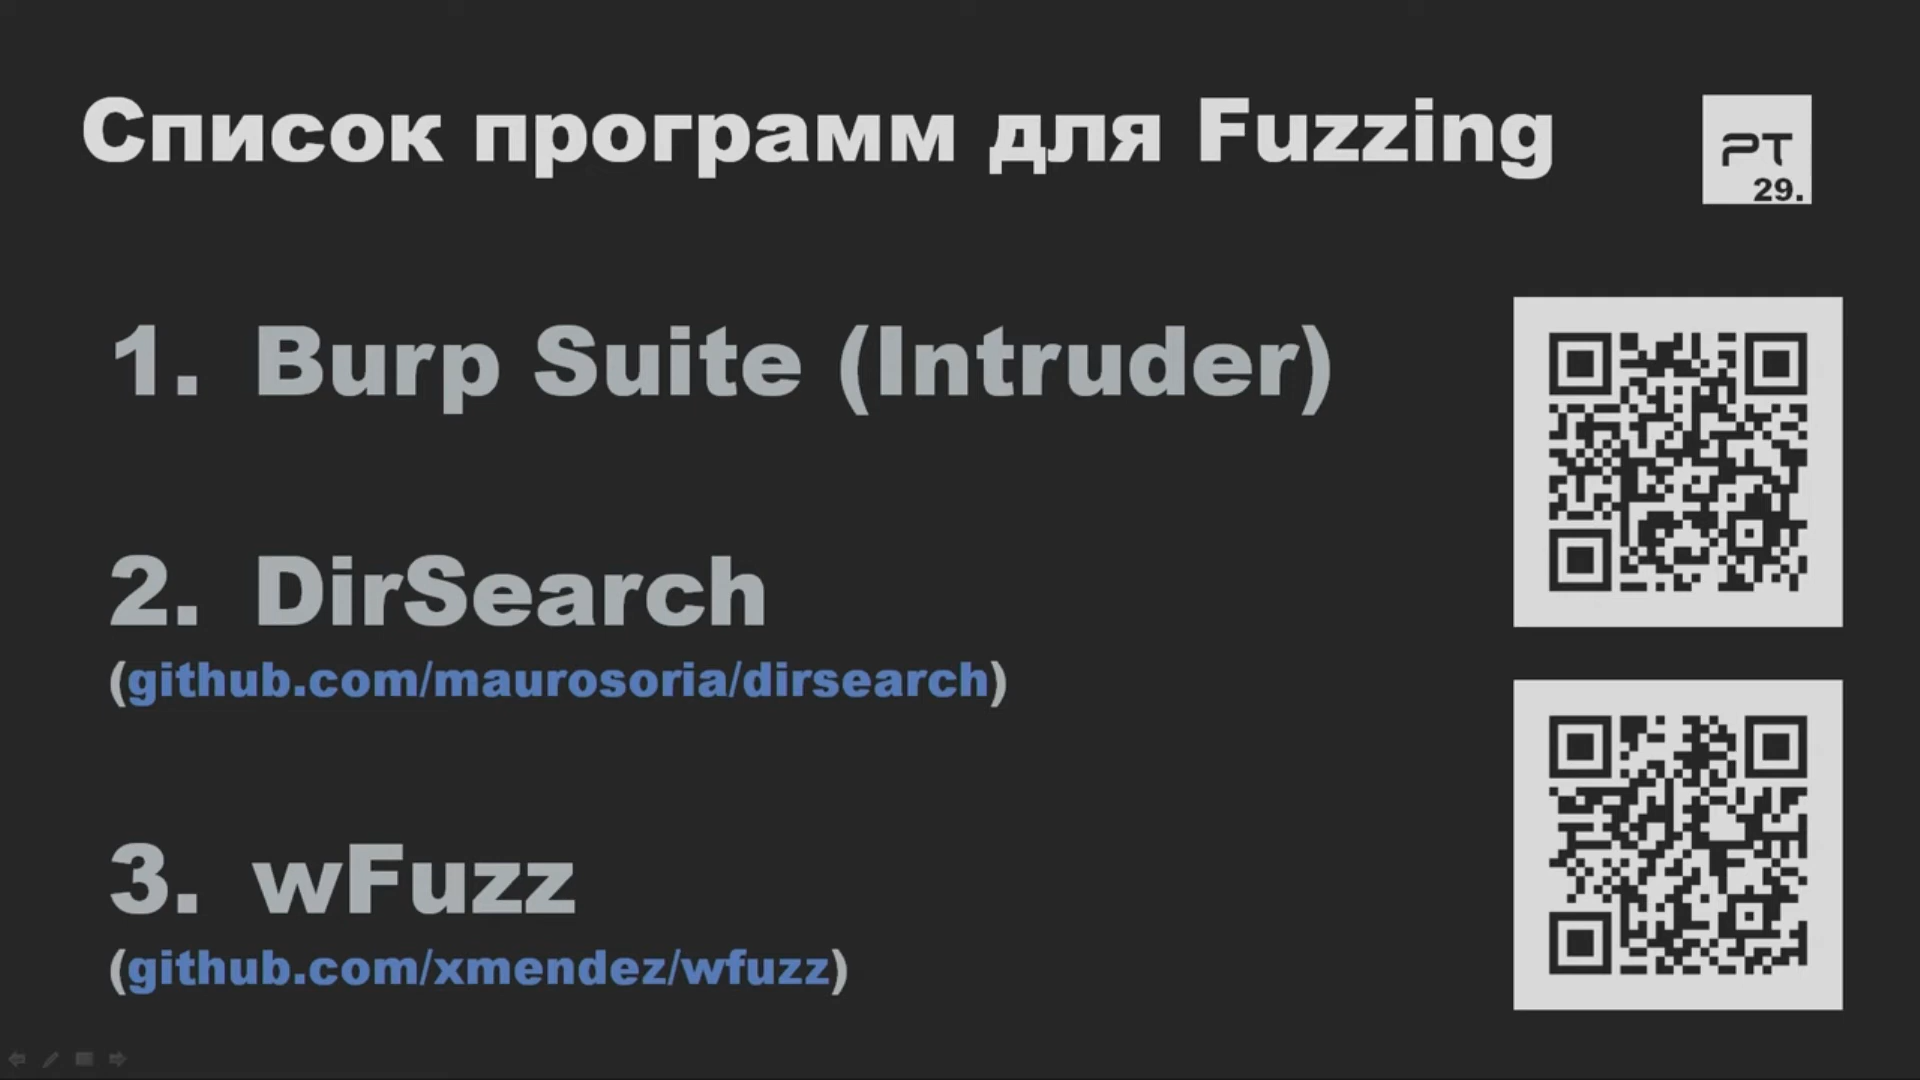 Список программ для Fuzzing
PT
29.
1. Burp Suite (Intruder)
2. DirSearch
(github.com/maurosoria/dirsearch)
3. wFuzz
(github.com/xmendez/wfuzz)